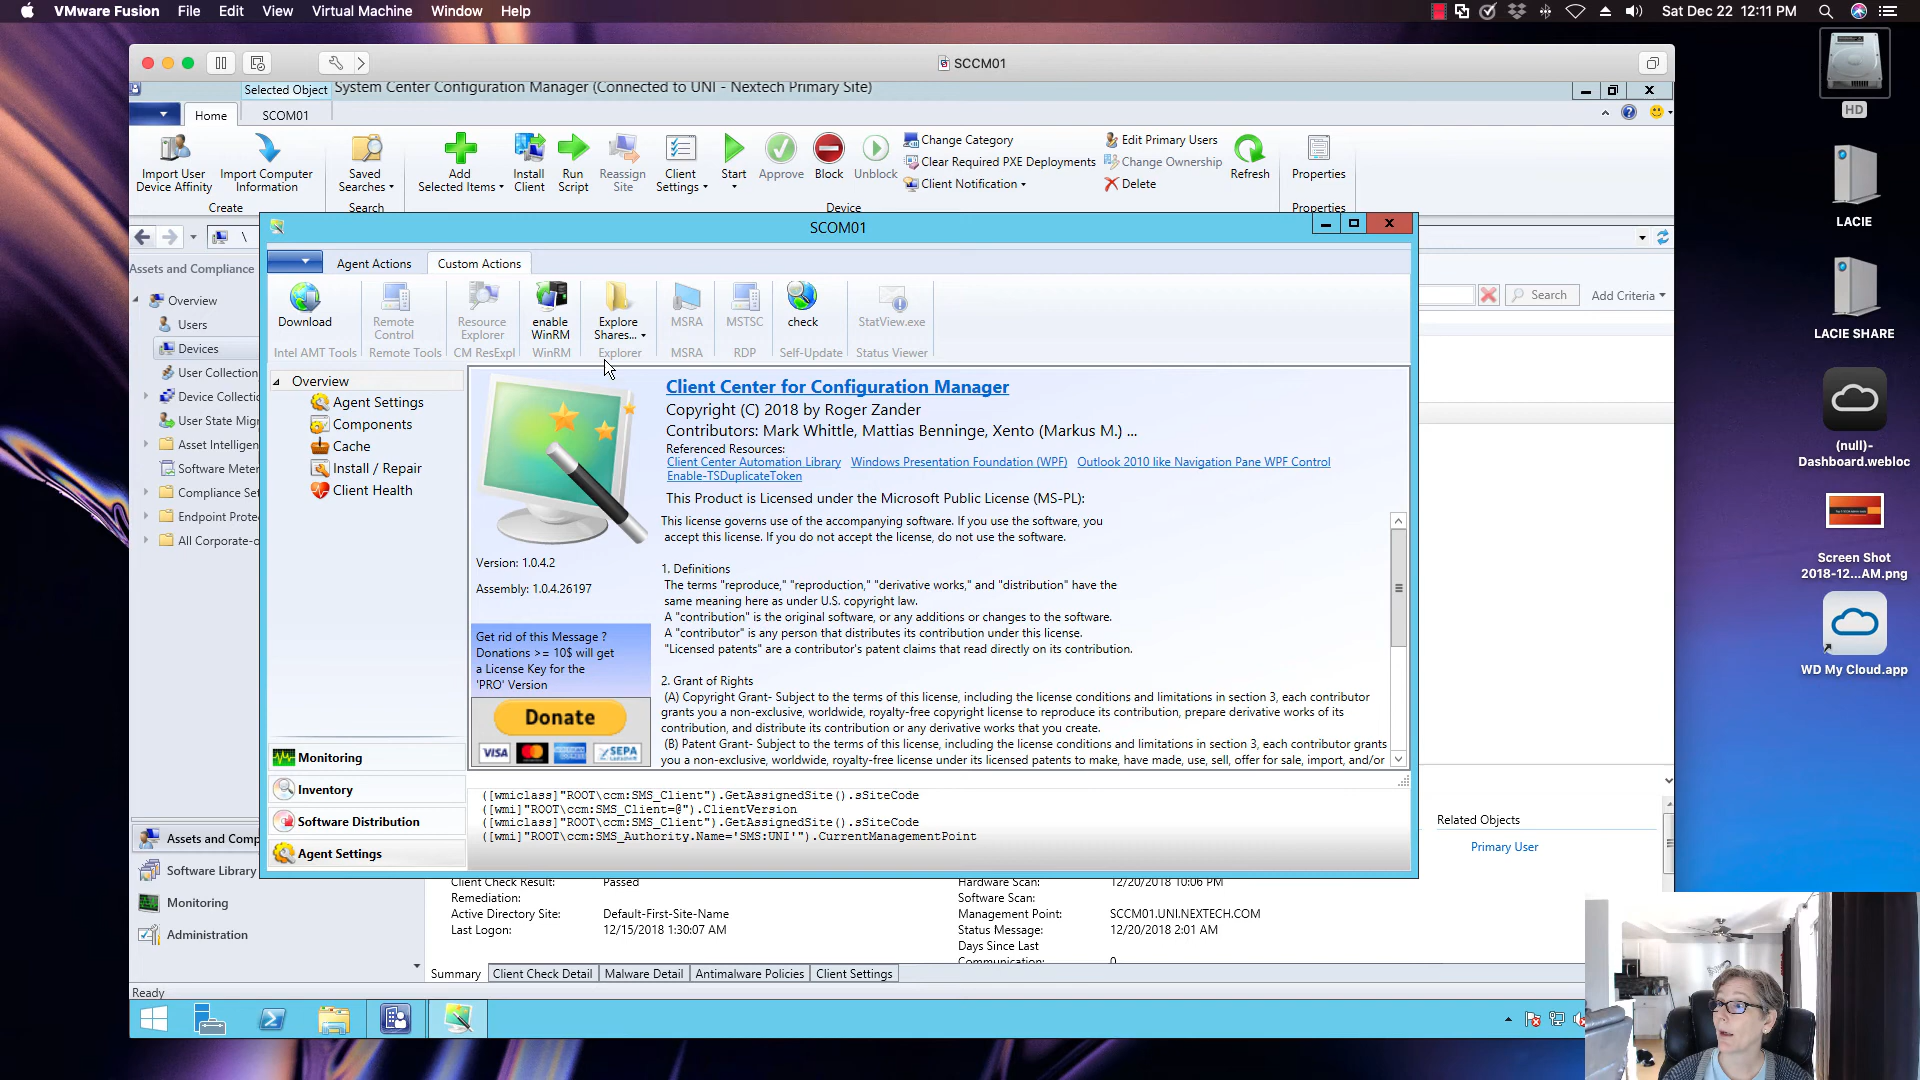 VMware Fusion File Edit View Virtual Machine Window Help
Sat Dec 22 12:11 PM
SCCM01
Selected Object
System Center Configuration Manager (Connected to UNI - Nextech Primary Site)
Home
SCOM01
Import User Device Affinity
Import Computer Information
Saved Searches
Add Selected Items
Install Client
Run Script
Reassign Site
Client Settings
Start
Approve
Block
Unblock
Change Category
Clear Required PXE Deployments
Client Notification
Edit Primary Users
Change Ownership
Delete
Refresh
Properties
Create
Search
Device
Properties
\
Assets and Compliance
Overview
Users
Devices
User Collection
Device Collecti
User State Migr
Asset Intelligen
Software Meter
Compliance Set
Endpoint Prote
All Corporate-o
Assets and Comp
Software Library
Monitoring
Administration
Search
Add Criteria
SCOM01
Agent Actions
Custom Actions
Download
Remote Control
Resource Explorer
enable WinRM
Explore Shares...
MSRA
MSTSC
check
StatView.exe
Intel AMT Tools
Remote Tools
CM ResExpl
WinRM
Explorer
MSRA
RDP
Self-Update
Status Viewer
Overview
Agent Settings
Components
Cache
Install / Repair
Client Health
Monitoring
Inventory
Software Distribution
Agent Settings
Client Center for Configuration Manager
Copyright (C) 2018 by Roger Zander
Contributors: Mark Whittle, Mattias Benninge, Xento (Markus M.) ...
Referenced Resources:
Client Center Automation Library Windows Presentation Foundation (WPF) Outlook 2010 like Navigation Pane WPF Control
Enable-TSDuplicateToken
This Product is Licensed under the Microsoft Public License (MS-PL):
This license governs use of the accompanying software. If you use the software, you
accept this license. If you do not accept the license, do not use the software.
1. Definitions
The terms "reproduce," "reproduction," "derivative works," and "distribution" have the
same meaning here as under U.S. copyright law.
A "contribution" is the original software, or any additions or changes to the software.
A "contributor" is any person that distributes its contribution under this license.
"Licensed patents" are a contributor's patent claims that read directly on its contribution.
2. Grant of Rights
(A) Copyright Grant- Subject to the terms of this license, including the license conditions and limitations in section 3, each contributor
grants you a non-exclusive, worldwide, royalty-free copyright license to reproduce its contribution, prepare derivative works of its
contribution, and distribute its contribution or any derivative works that you create.
(B) Patent Grant- Subject to the terms of this license, including the license conditions and limitations in section 3, each contributor grants
you a non-exclusive, worldwide, royalty-free license under its licensed patents to make, have made, use, sell, offer for sale, import, and/or
Version: 1.0.4.2
Assembly: 1.0.4.26197
Get rid of this Message ?
Donations >= 10$ will get
a License Key for the
'PRO' Version
Donate
VISA
SEPA
([wmiclass]"ROOT\ccm:SMS_Client").GetAssignedSite().sSiteCode
([wmi]"ROOT\ccm:SMS_Client=@").ClientVersion
([wmiclass]"ROOT\ccm:SMS_Client").GetAssignedSite().sSiteCode
([wmi]"ROOT\ccm:SMS_Authority.Name='SMS:UNI'").CurrentManagementPoint
Related Objects
Primary User
Client Check Result: Passed
Remediation:
Active Directory Site: Default-First-Site-Name
Last Logon: 12/15/2018 1:30:07 AM
Hardware Scan: 12/20/2018 10:06 PM
Software Scan:
Management Point: SCCM01.UNI.NEXTECH.COM
Status Message: 12/20/2018 2:01 AM
Days Since Last
Communication: 0
Summary
Client Check Detail
Malware Detail
Antimalware Policies
Client Settings
Ready
HD
LACIE
LACIE SHARE
(null)-
Dashboard.webloc
Screen Shot
2018-12...AM.png
WD My Cloud.app